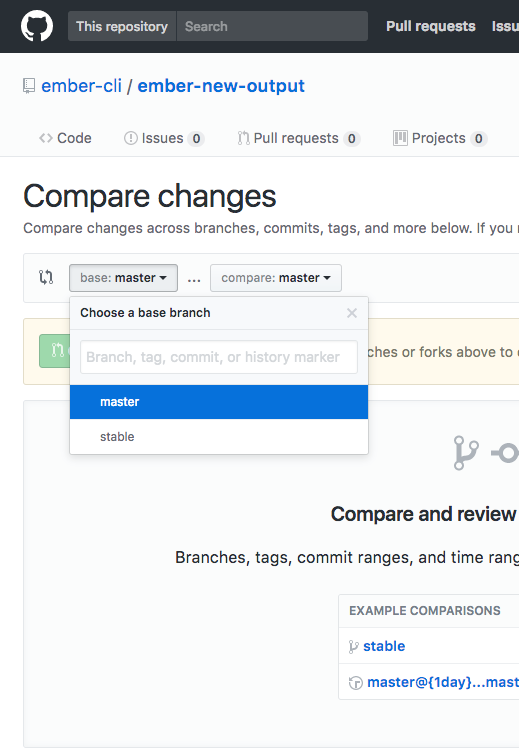 This repository Search Pull requests Issu
ember-cli / ember-new-output
Code Issues 0 Pull requests 0 Projects 0
Compare changes
Compare changes across branches, commits, tags, and more below. If you
base: master ... compare: master
Choose a base branch
Branch, tag, commit, or history marker
ches or forks above to
master
stable
Compare and review
Branches, tags, commit ranges, and time rang
EXAMPLE COMPARISONS
stable
master@{1day}...mast